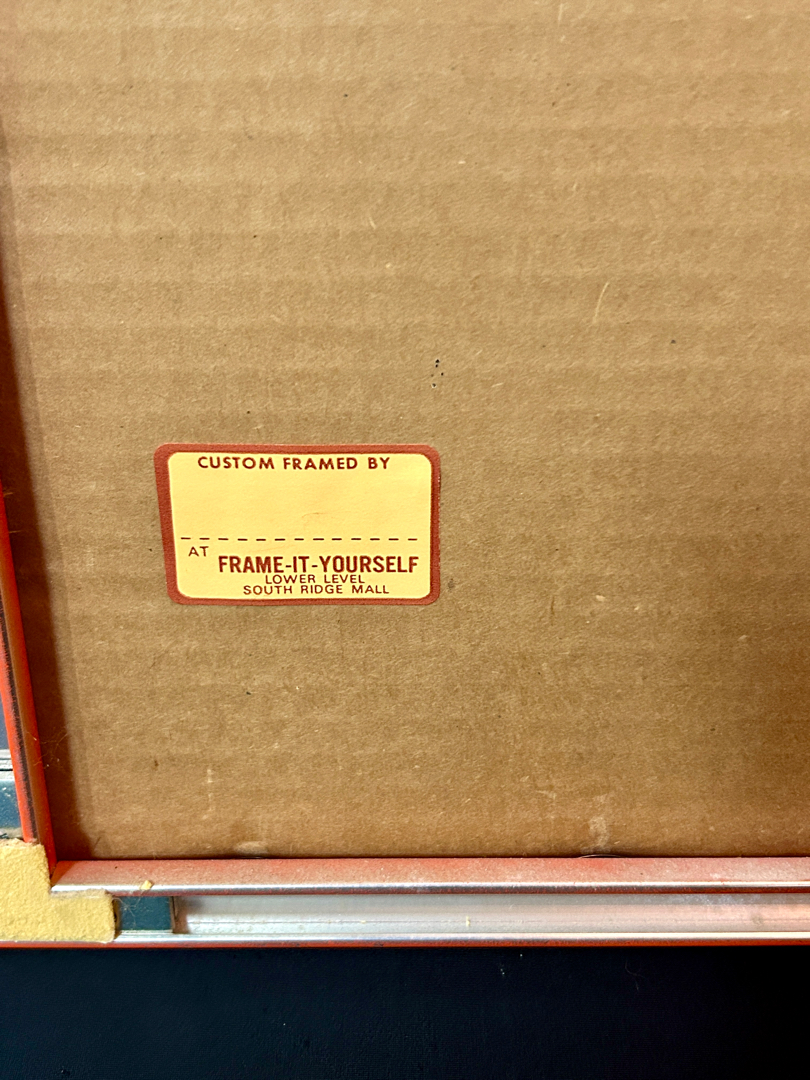 CUSTOM FRAMED BY
AT
FRAME-IT-YOURSELF
LOWER LEVEL
SOUTH RIDGE MALL